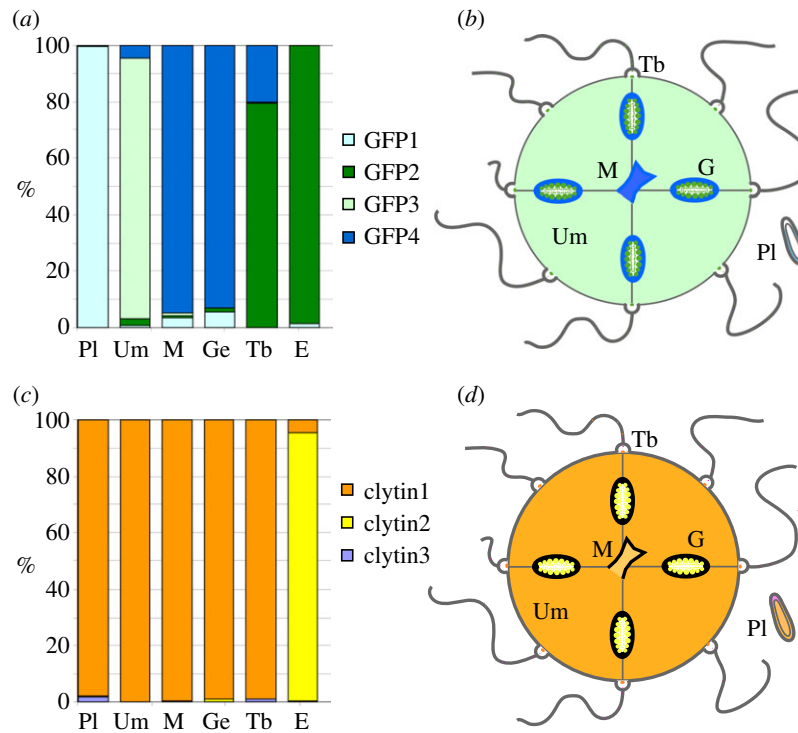 (a)
100
80
60
%
40
20
0
Pl Um M Ge Tb E
GFP1
GFP2
GFP3
GFP4
(b)
Tb
M G
Um
Pl
(c)
100
80
60
%
40
20
0
Pl Um M Ge Tb E
clytin1
clytin2
clytin3
(d)
Tb
M G
Um
Pl